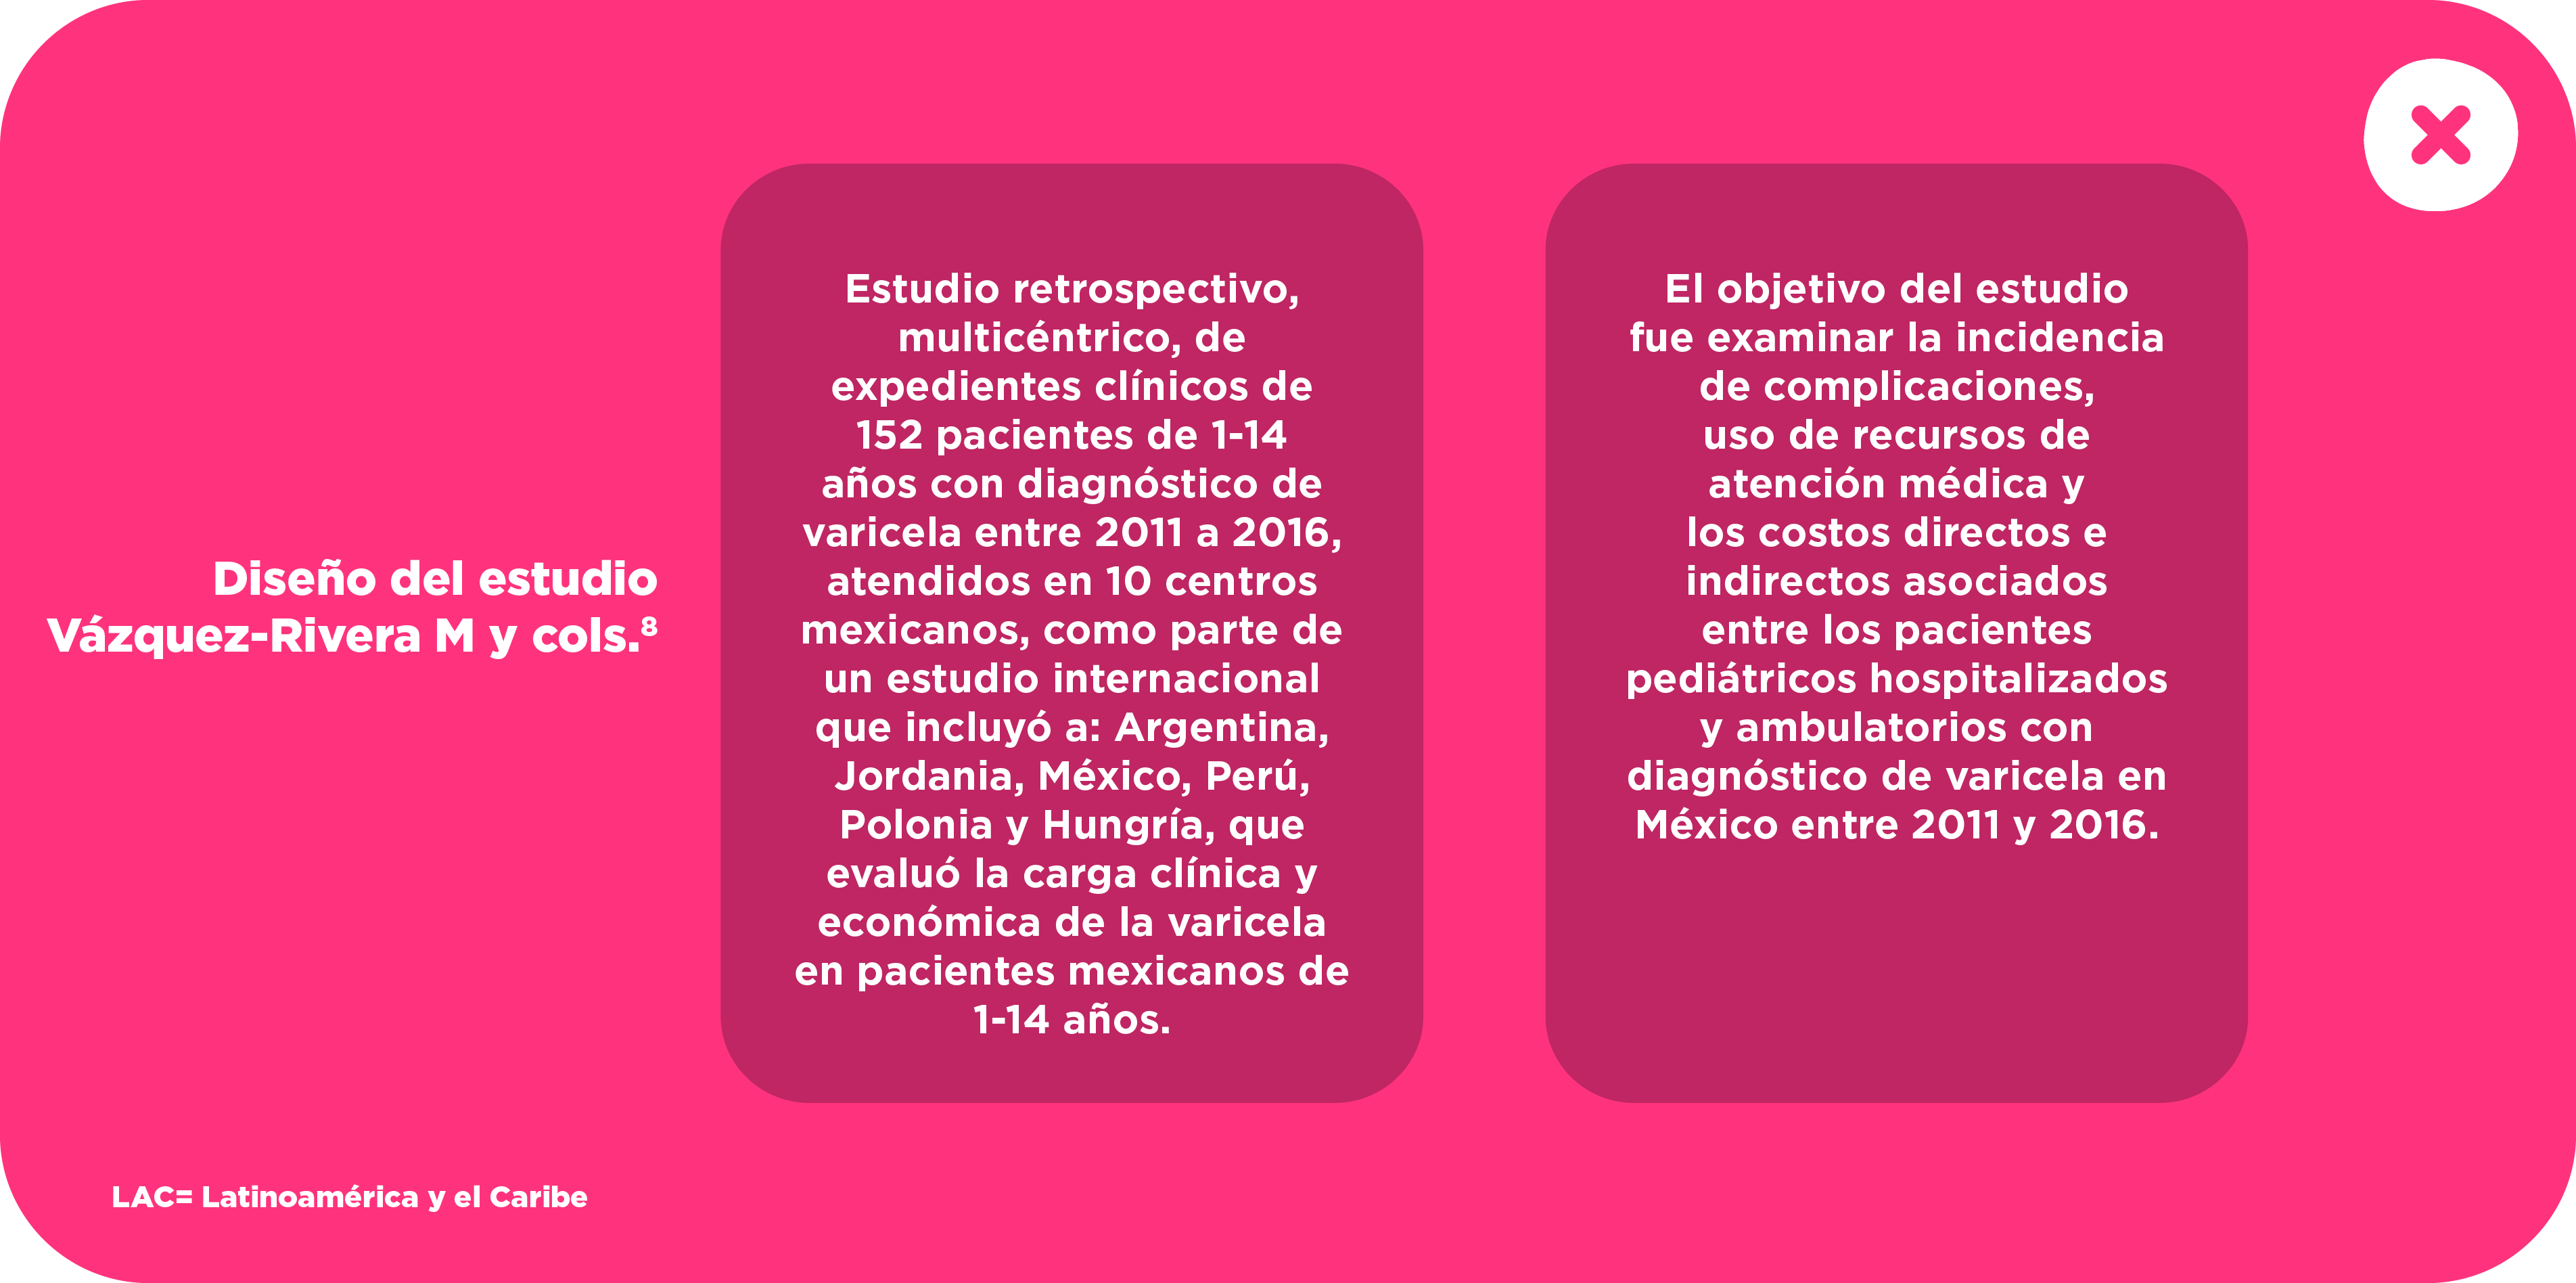 Diseño del estudio
Vázquez-Rivera M y cols.⁸
Estudio retrospectivo,
multicéntrico, de
expedientes clínicos de
152 pacientes de 1-14
años con diagnóstico de
varicela entre 2011 a 2016,
atendidos en 10 centros
mexicanos, como parte de
un estudio internacional
que incluyó a: Argentina,
Jordania, México, Perú,
Polonia y Hungría, que
evaluó la carga clínica y
económica de la varicela
en pacientes mexicanos de
1-14 años.
El objetivo del estudio
fue examinar la incidencia
de complicaciones,
uso de recursos de
atención médica y
los costos directos e
indirectos asociados
entre los pacientes
pediátricos hospitalizados
y ambulatorios con
diagnóstico de varicela en
México entre 2011 y 2016.
LAC= Latinoamérica y el Caribe